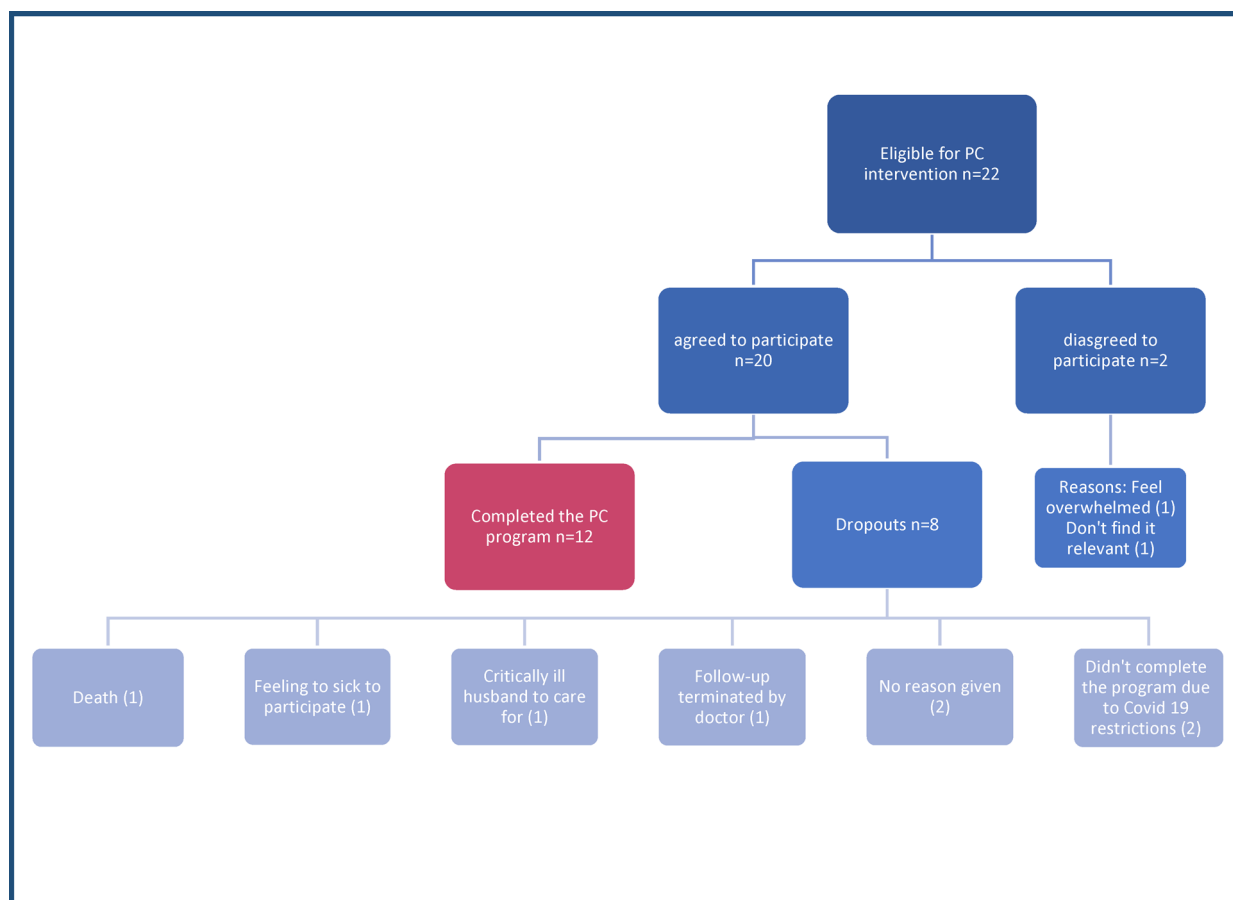 Eligible for PC
intervention n=22
agreed to participate
n=20
diasgreed to
participate n=2
Completed the PC
program n=12
Dropouts n=8
Reasons: Feel
overwhelmed (1)
Don't find it
relevant (1)
Death (1)
Feeling to sick to
participate (1)
Critically ill
husband to care
for (1)
Follow-up
terminated by
doctor (1)
No reason given
(2)
Didn't complete
the program due
to Covid 19
restrictions (2)